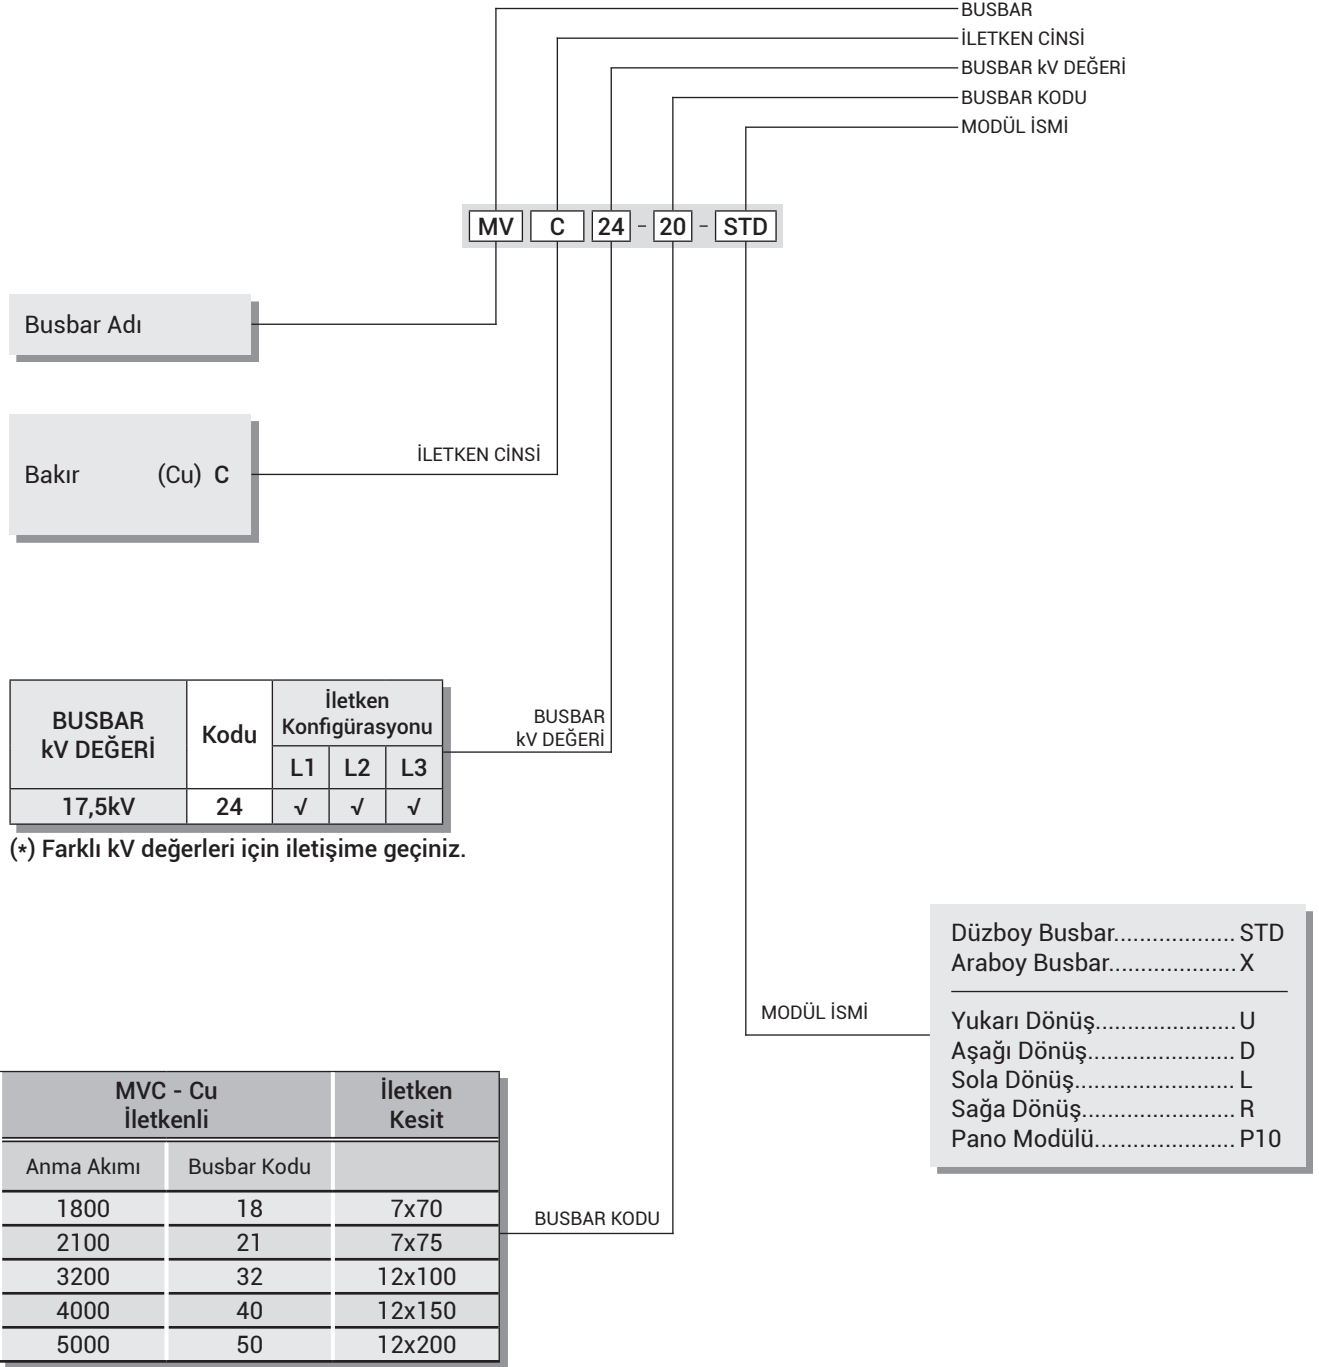 BUSBAR
İLETKEN CİNSİ
BUSBAR kV DEĞERİ
BUSBAR KODU
MODÜL İSMİ
MV C 24 - 20 - STD
Busbar Adı
Bakır (Cu) C
İLETKEN CİNSİ
BUSBAR kV DEĞERİ
Kodu
İletken Konfigürasyonu
L1 L2 L3
17,5kV 24 √ √ √
BUSBAR
kV DEĞERİ
(*) Farklı kV değerleri için iletişime geçiniz.
Düzboy Busbar................... STD
Araboy Busbar.................... X
Yukarı Dönüş...................... U
Aşağı Dönüş....................... D
Sola Dönüş......................... L
Sağa Dönüş........................ R
Pano Modülü...................... P10
MODÜL İSMİ
MVC - Cu İletkenli
İletken Kesit
Anma Akımı Busbar Kodu
1800 18 7x70
2100 21 7x75
3200 32 12x100
4000 40 12x150
5000 50 12x200
BUSBAR KODU